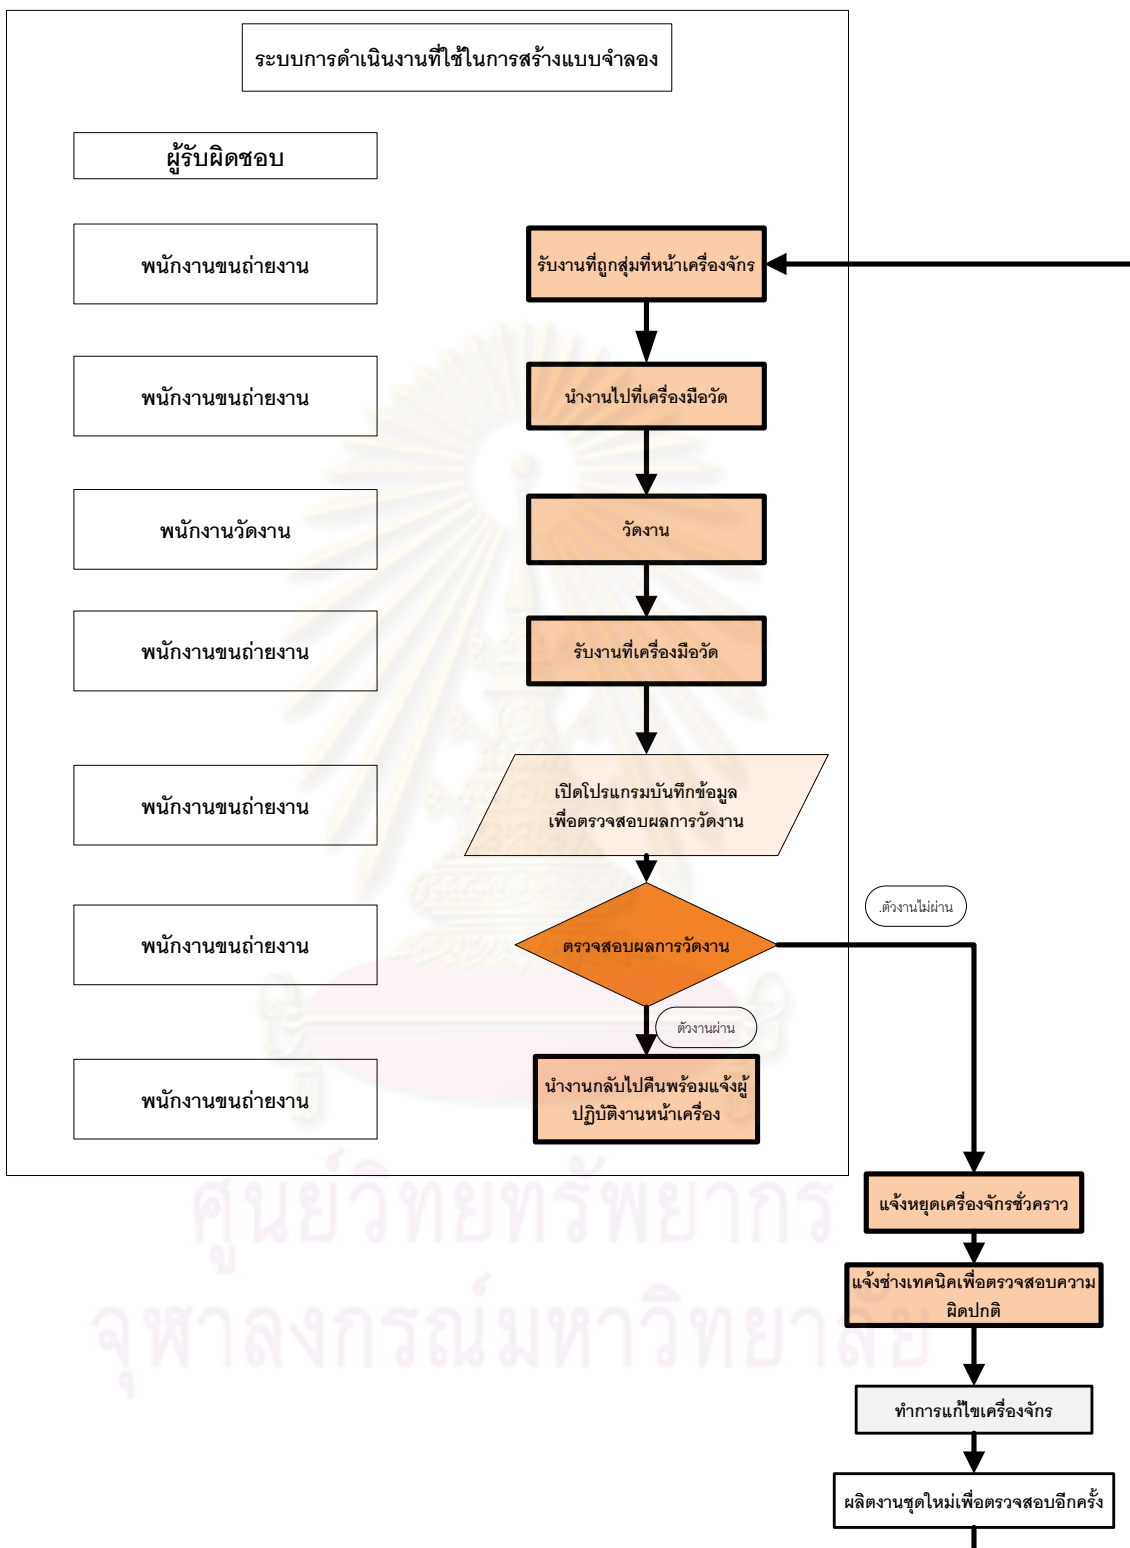 ระบบการดำเนินงานที่ใช้ในการสร้างแบบจำลอง
ผู้รับผิดชอบ
พนักงานขนถ่ายงาน
รับงานที่ถูกสุ่มที่หน้าเครื่องจักร
พนักงานขนถ่ายงาน
นำงานไปที่เครื่องมือวัด
พนักงานวัดงาน
วัดงาน
พนักงานขนถ่ายงาน
รับงานที่เครื่องมือวัด
พนักงานขนถ่ายงาน
เปิดโปรแกรมบันทึกข้อมูล
เพื่อตรวจสอบผลการวัดงาน
.ตัวงานไม่ผ่าน
พนักงานขนถ่ายงาน
ตรวจสอบผลการวัดงาน
ตัวงานผ่าน
พนักงานขนถ่ายงาน
นำงานกลับไปคืนพร้อมแจ้งผู้
ปฏิบัติงานหน้าเครื่อง
ศูนย์วิทยทรัพยากร
แจ้งหยุดเครื่องจักรชั่วคราว
แจ้งช่างเทคนิคเพื่อตรวจสอบความ
ผิดปกติ
จุฬาลงกรณ์มหาวิทยาลัย
ทำการแก้ไขเครื่องจักร
ผลิตงานชุดใหม่เพื่อตรวจสอบอีกครั้ง